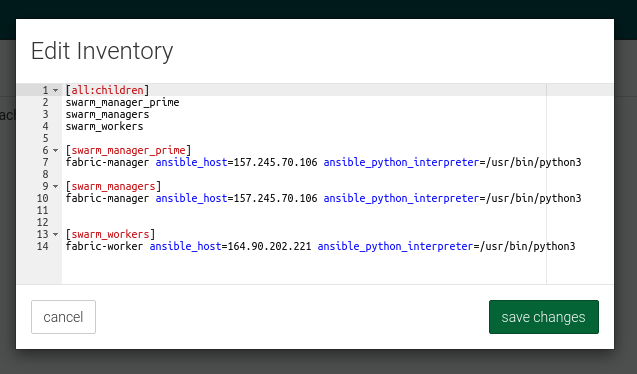 Edit Inventory
1 [all:children]
2 swarm_manager_prime
3 swarm_managers
4 swarm_workers
5
6 [swarm_manager_prime]
7 fabric-manager ansible_host=157.245.70.106 ansible_python_interpreter=/usr/bin/python3
8
9 [swarm_managers]
10 fabric-manager ansible_host=157.245.70.106 ansible_python_interpreter=/usr/bin/python3
11
12
13 [swarm_workers]
14 fabric-worker ansible_host=164.90.202.221 ansible_python_interpreter=/usr/bin/python3
cancel
save changes